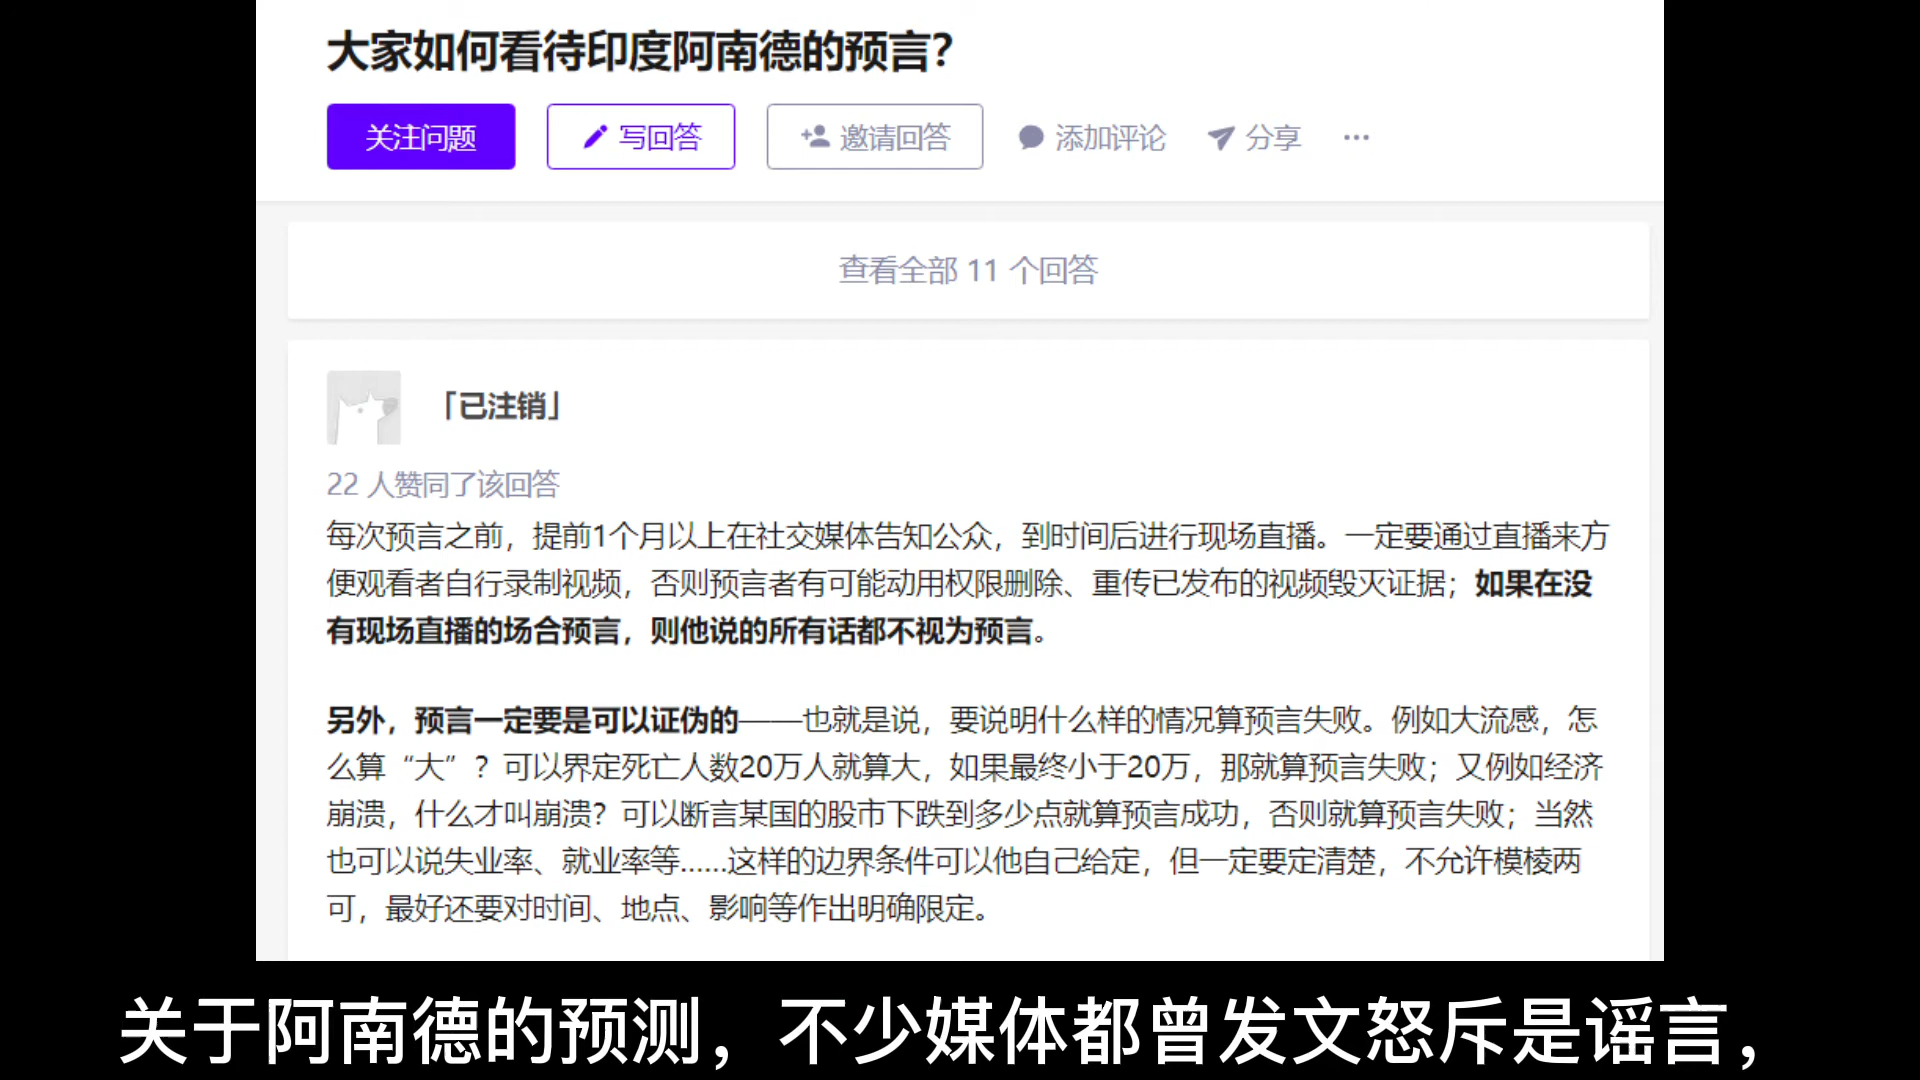 大家如何看待印度阿南德的预言?
关注问题 写回答 邀请回答 添加评论 分享 ···
查看全部 11 个回答
「已注销」
22 人赞同了该回答
每次预言之前，提前1个月以上在社交媒体告知公众，到时间后进行现场直播。一定要通过直播来方
便观看者自行录制视频，否则预言者有可能动用权限删除、重传已发布的视频毁灭证据；如果在没
有现场直播的场合预言，则他说的所有话都不视为预言。
另外，预言一定要是可以证伪的——也就是说，要说明什么样的情况算预言失败。例如大流感，怎
么算“大”？可以界定死亡人数20万人就算大，如果最终小于20万，那就算预言失败；又例如经济
崩溃，什么才叫崩溃？可以断言某国的股市下跌到多少点就算预言成功，否则就算预言失败；当然
也可以说失业率、就业率等......这样的边界条件可以他自己给定，但一定要定清楚，不允许模棱两
可，最好还要对时间、地点、影响等作出明确限定。
关于阿南德的预测，不少媒体都曾发文怒斥是谣言，